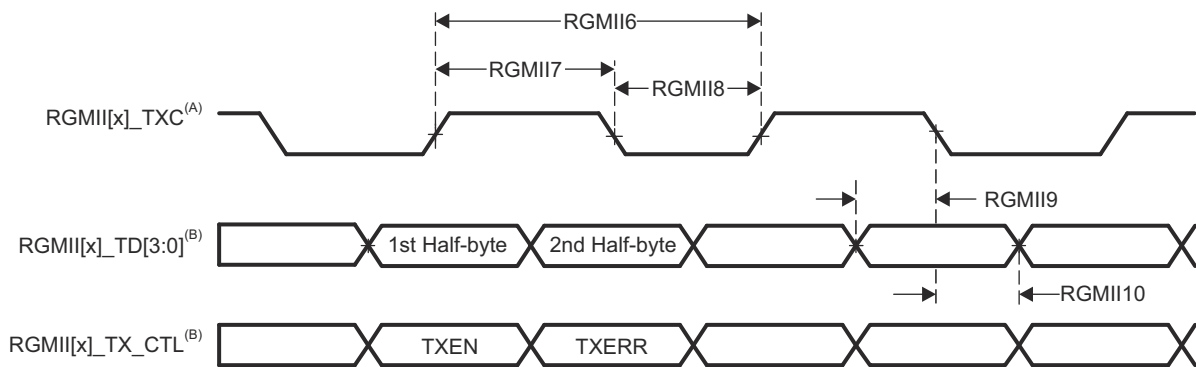 RGMII6
RGMII7
RGMII8
RGMII[x]_TXC(A)
RGMII9
RGMII[x]_TD[3:0](B)
1st Half-byte
2nd Half-byte
RGMII10
RGMII[x]_TX_CTL(B)
TXEN
TXERR